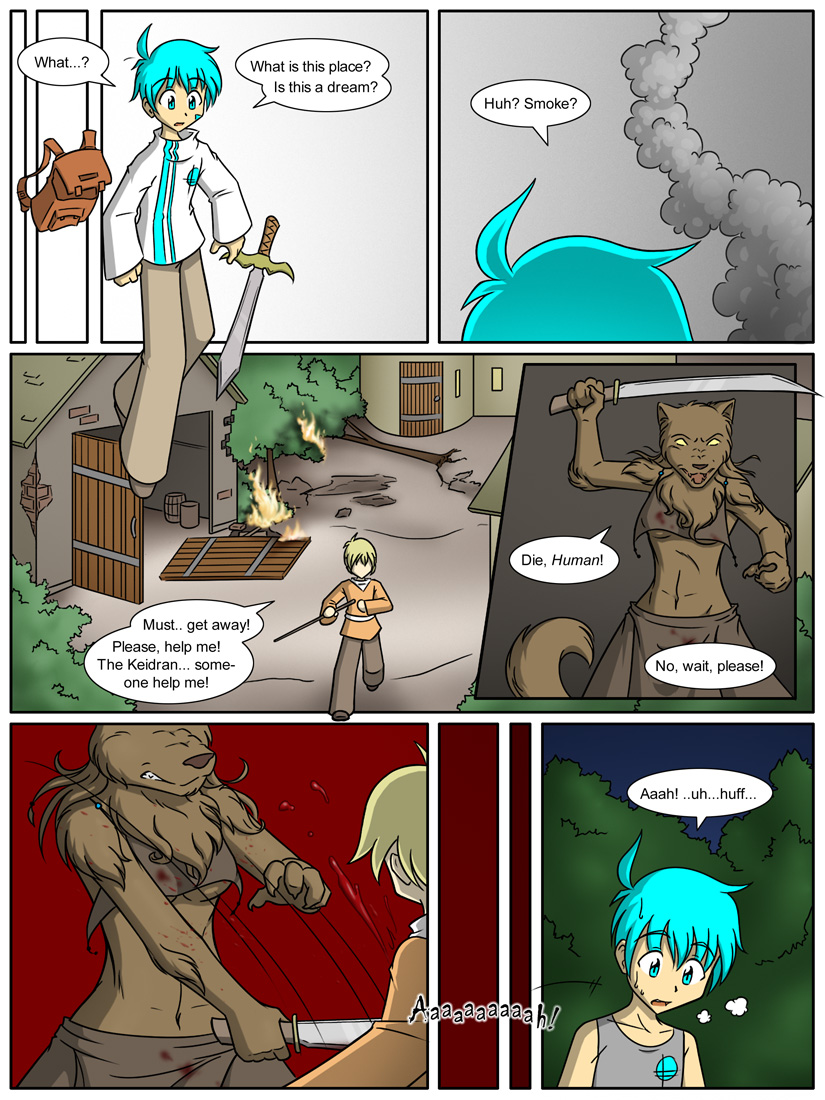 What...?
What is this place?
Is this a dream?
Huh? Smoke?
Must.. get away!
Please, help me!
The Keidran... some-
one help me!
Die, Human!
No, wait, please!
Aaaaaaaaaah!
Aaah! ..uh...huff...